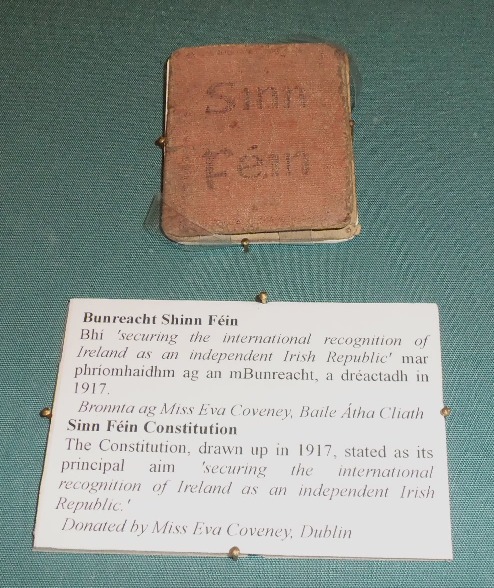 Sinn
Féin
Bunreacht Shinn Féin
Bhí 'securing the international recognition of
Ireland as an independent Irish Republic' mar
phríomhaidhm ag an mBunreacht, a dréactadh in
1917.
Bronnta ag Miss Eva Coveney, Baile Átha Cliath
Sinn Féin Constitution
The Constitution, drawn up in 1917, stated as its
principal aim 'securing the international
recognition of Ireland as an independent Irish
Republic.'
Donated by Miss Eva Coveney, Dublin